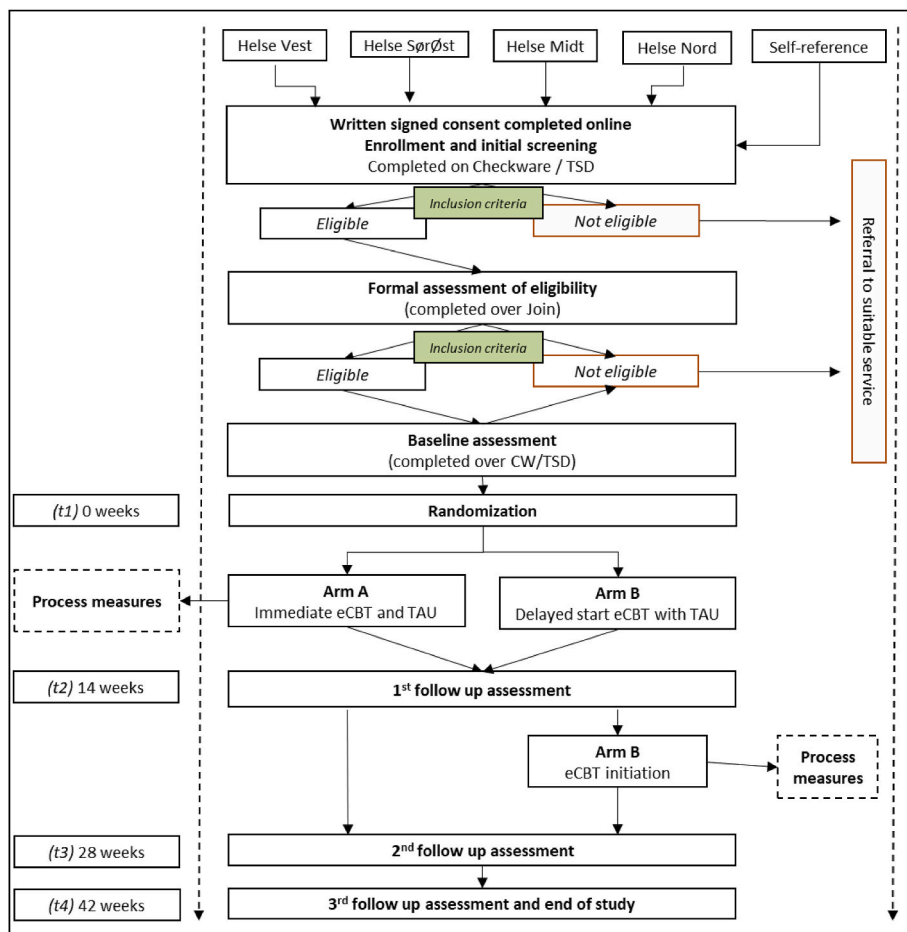 Helse Vest
Helse SørØst
Helse Midt
Helse Nord
Self-reference
Written signed consent completed online
Enrollment and initial screening
Completed on Checkware / TSD
Inclusion criteria
Eligible
Not eligible
Referral to suitable service
Formal assessment of eligibility
(completed over Join)
Inclusion criteria
Eligible
Not eligible
Baseline assessment
(completed over CW/TSD)
(t1) 0 weeks
Randomization
Process measures
Arm A
Immediate eCBT and TAU
Arm B
Delayed start eCBT with TAU
(t2) 14 weeks
1st follow up assessment
Arm B
eCBT initiation
Process
measures
(t3) 28 weeks
2nd follow up assessment
(t4) 42 weeks
3rd follow up assessment and end of study